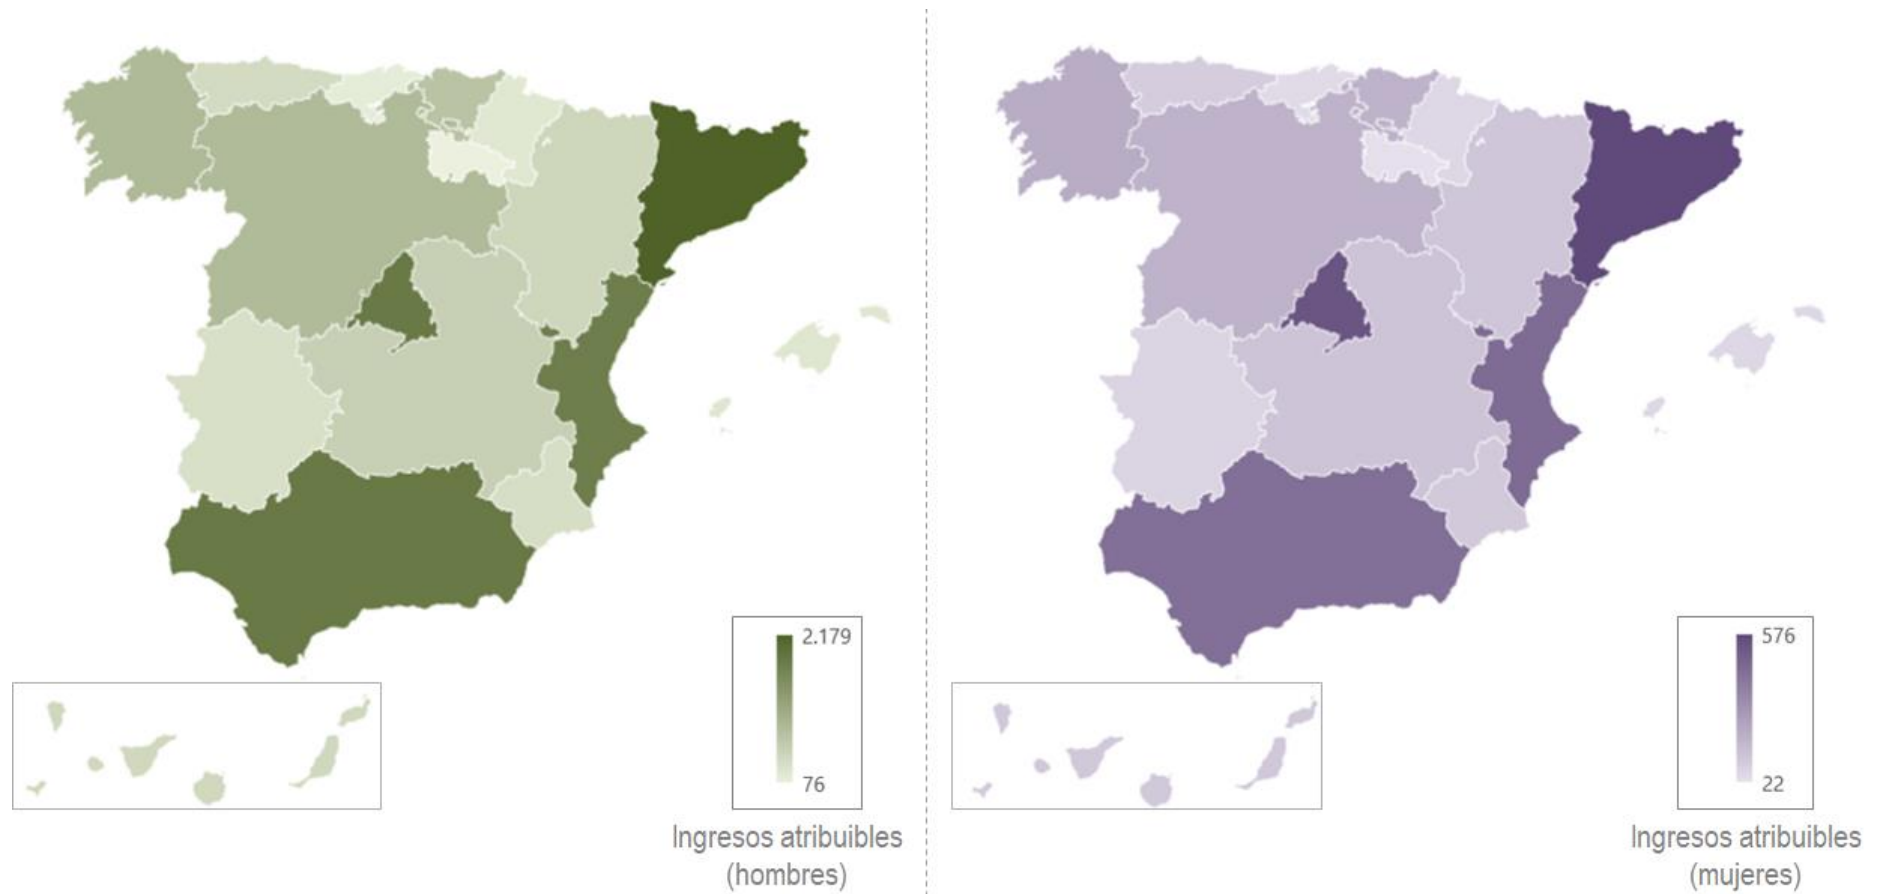 2.179
76
Ingresos atribuibles
(hombres)
576
22
Ingresos atribuibles
(mujeres)